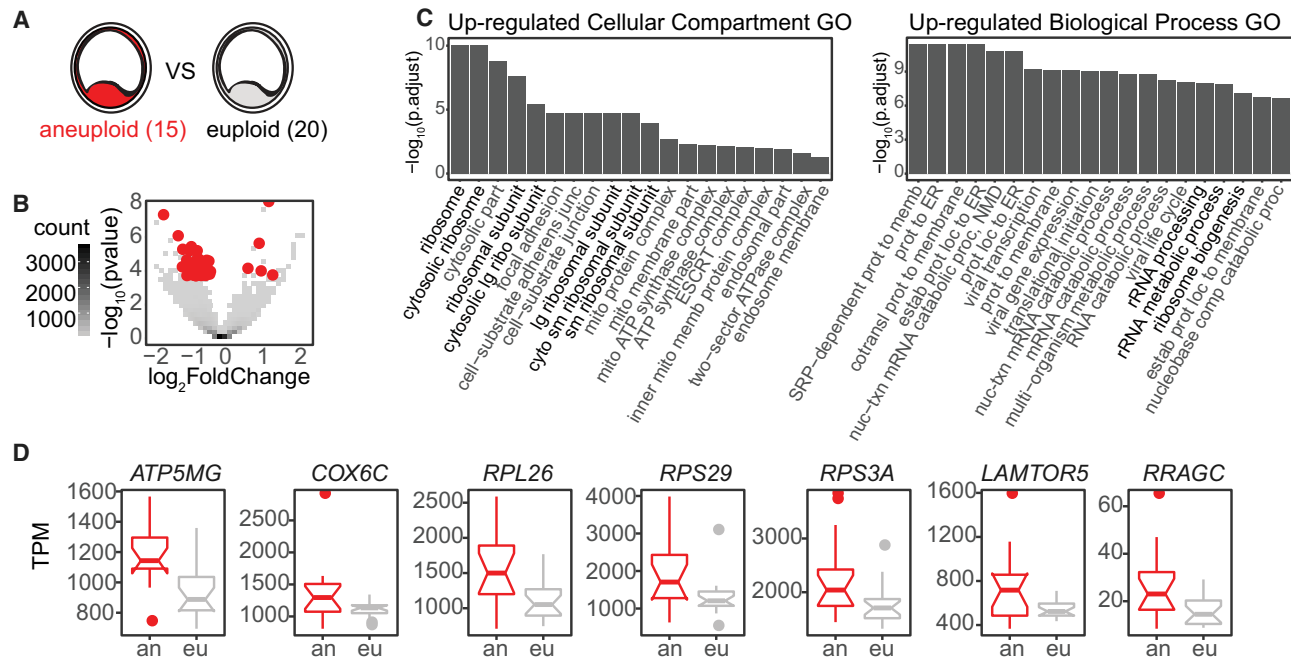 A
VS
aneuploid (15)
euploid (20)
B
count
3000
2000
1000
−log10(pvalue)
8
6
4
2
0
−2
−1
0
1
2
log2FoldChange
C
Up-regulated Cellular Compartment GO
−log10(p.adjust)
10
5
0
ribosome
cytosolic ribosome
cytosolic part
ribosomal subunit
cytosolic lg ribo subunit
focal adhesion
cell−substrate adherens junc
cell−substrate junction
lg ribosomal subunit
cyto sm ribosomal subunit
sm ribosomal subunit
mito protein complex
mito membrane part
mito ATP synthase complex
ATP synthase complex
ESCRT complex
inner mito memb protein complex
endosomal part
two−sector ATPase complex
endosome membrane
Up-regulated Biological Process GO
−log10(p.adjust)
9
6
3
0
SRP−dependent prot to memb
prot to ER
cotransl prot to membrane
estab prot loc to ER
nuc−txn mRNA catabolic proc, NMD
prot loc to ER
viral transcription
prot to membrane
viral gene expression
translational initiation
nuc-txn mRNA catabolic process
mRNA catabolic process
multi−organism metabolic process
RNA catabolic process
viral life cycle
rRNA processing
rRNA metabolic process
ribosome biogenesis
estab prot loc to membrane
nucleobase comp catabolic proc
D
TPM
ATP5MG
1600
1400
1200
1000
800
an
eu
COX6C
2500
2000
1500
1000
an
eu
RPL26
2500
2000
1500
1000
an
eu
RPS29
4000
3000
2000
1000
an
eu
RPS3A
3000
2000
an
eu
LAMTOR5
1600
1200
800
400
an
eu
RRAGC
60
40
20
an
eu